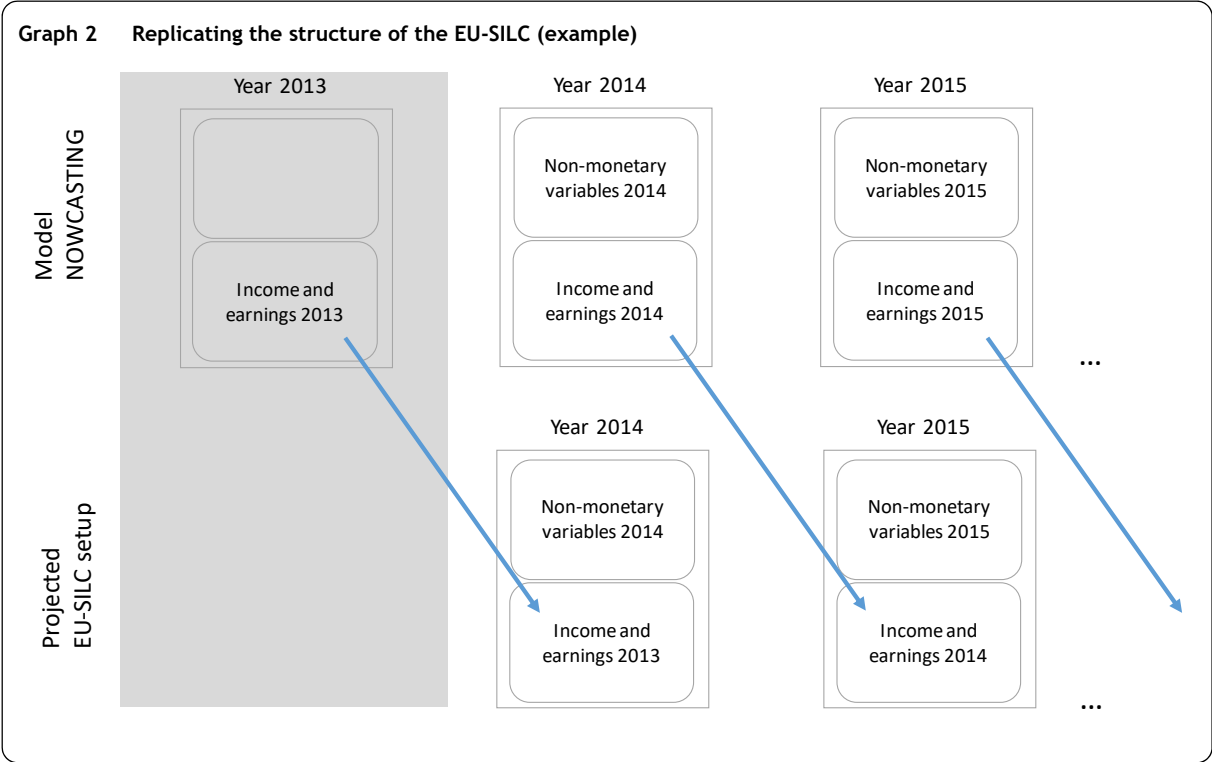 Graph 2 Replicating the structure of the EU-SILC (example)
Year 2013
Year 2014
Year 2015
Model
NOWCASTING
Non-monetary
variables 2014
Non-monetary
variables 2015
Income and
earnings 2013
Income and
earnings 2014
Income and
earnings 2015
...
Year 2014
Year 2015
Projected
EU-SILC setup
Non-monetary
variables 2014
Non-monetary
variables 2015
Income and
earnings 2013
Income and
earnings 2014
...